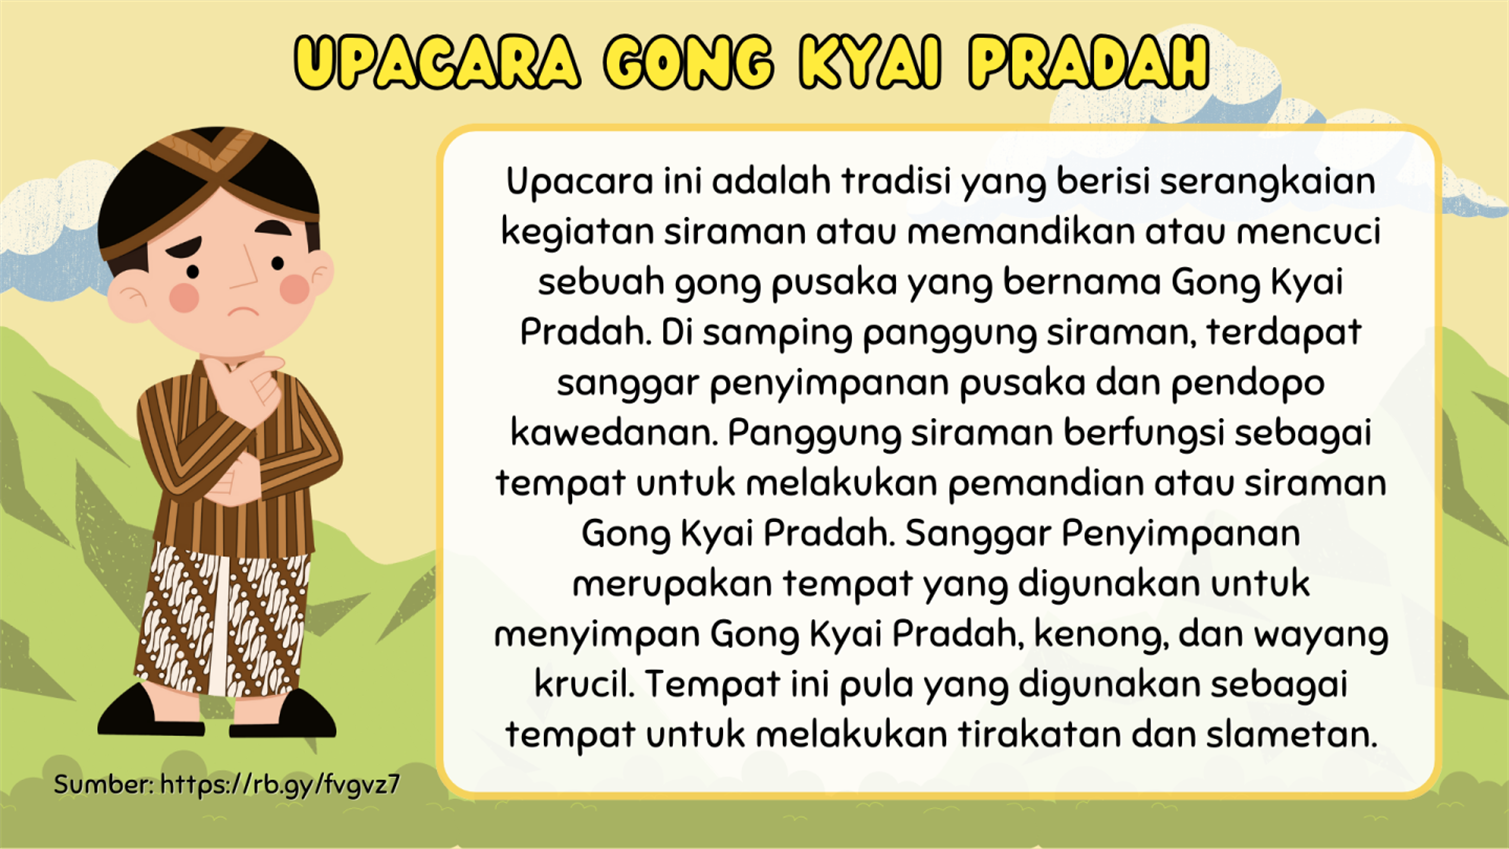 UPACARA GONG KYAI PRADAH
Upacara ini adalah tradisi yang berisi serangkaian
kegiatan siraman atau memandikan atau mencuci
sebuah gong pusaka yang bernama Gong Kyai
Pradah. Di samping panggung siraman, terdapat
sanggar penyimpanan pusaka dan pendopo
kawedanan. Panggung siraman berfungsi sebagai
tempat untuk melakukan pemandian atau siraman
Gong Kyai Pradah. Sanggar Penyimpanan
merupakan tempat yang digunakan untuk
menyimpan Gong Kyai Pradah, kenong, dan wayang
krucil. Tempat ini pula yang digunakan sebagai
tempat untuk melakukan tirakatan dan slametan.
Sumber: https://rb.gy/fvgvz7